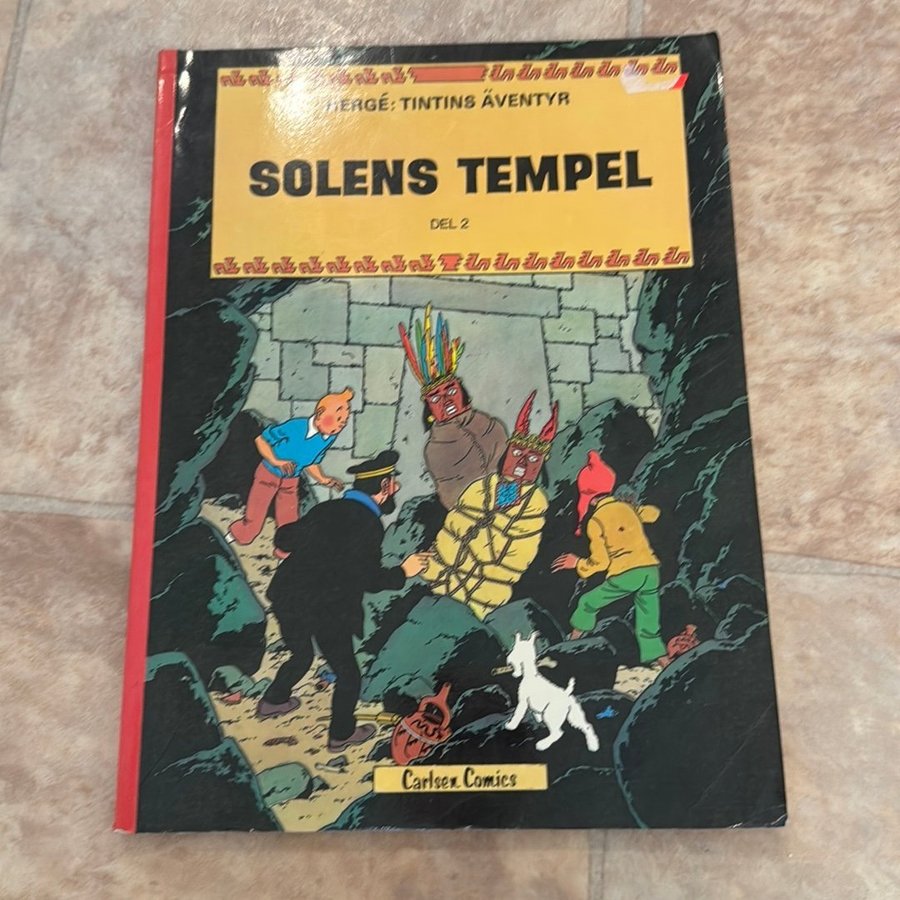 HERGÉ: TINTINS ÄVENTYR
SOLENS TEMPEL
DEL 2
Carlsen Comics